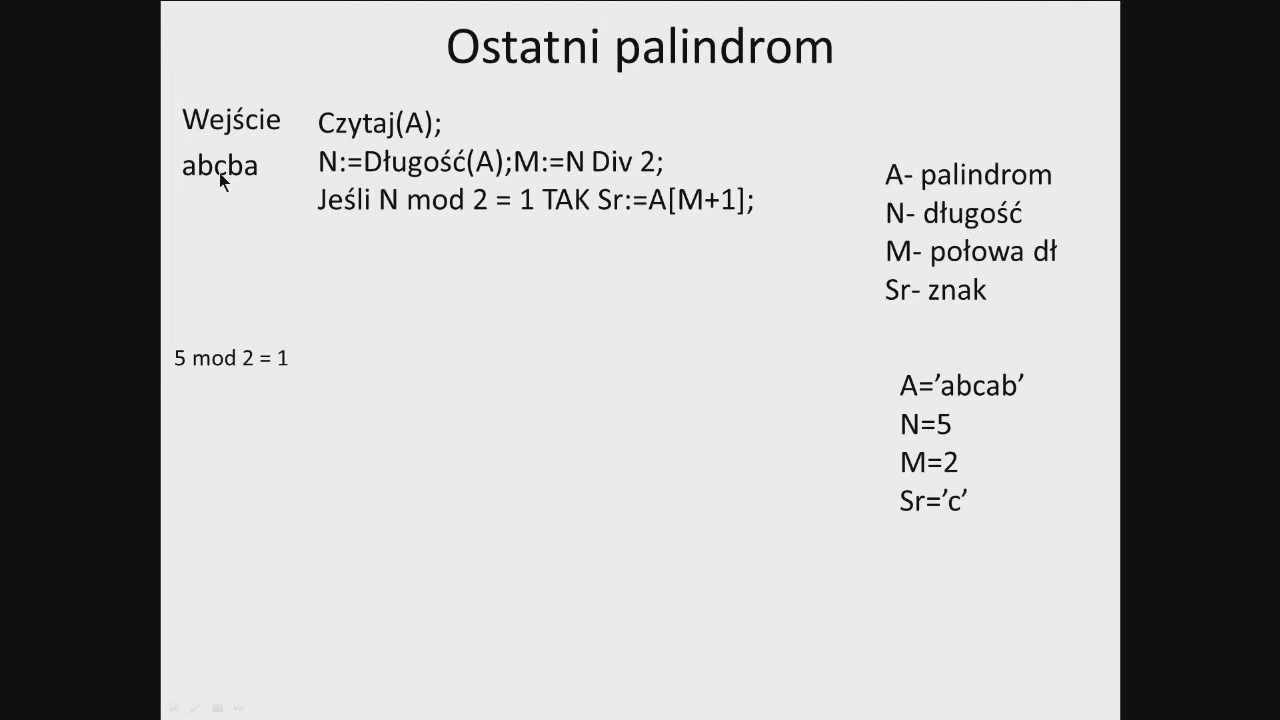 Ostatni palindrom
Wejście
abcba
Czytaj(A);
N:=Długość(A);M:=N Div 2;
Jeśli N mod 2 = 1 TAK Sr:=A[M+1];
A- palindrom
N- długość
M- połowa dł
Sr- znak
5 mod 2 = 1
A=’abcab’
N=5
M=2
Sr=’c’